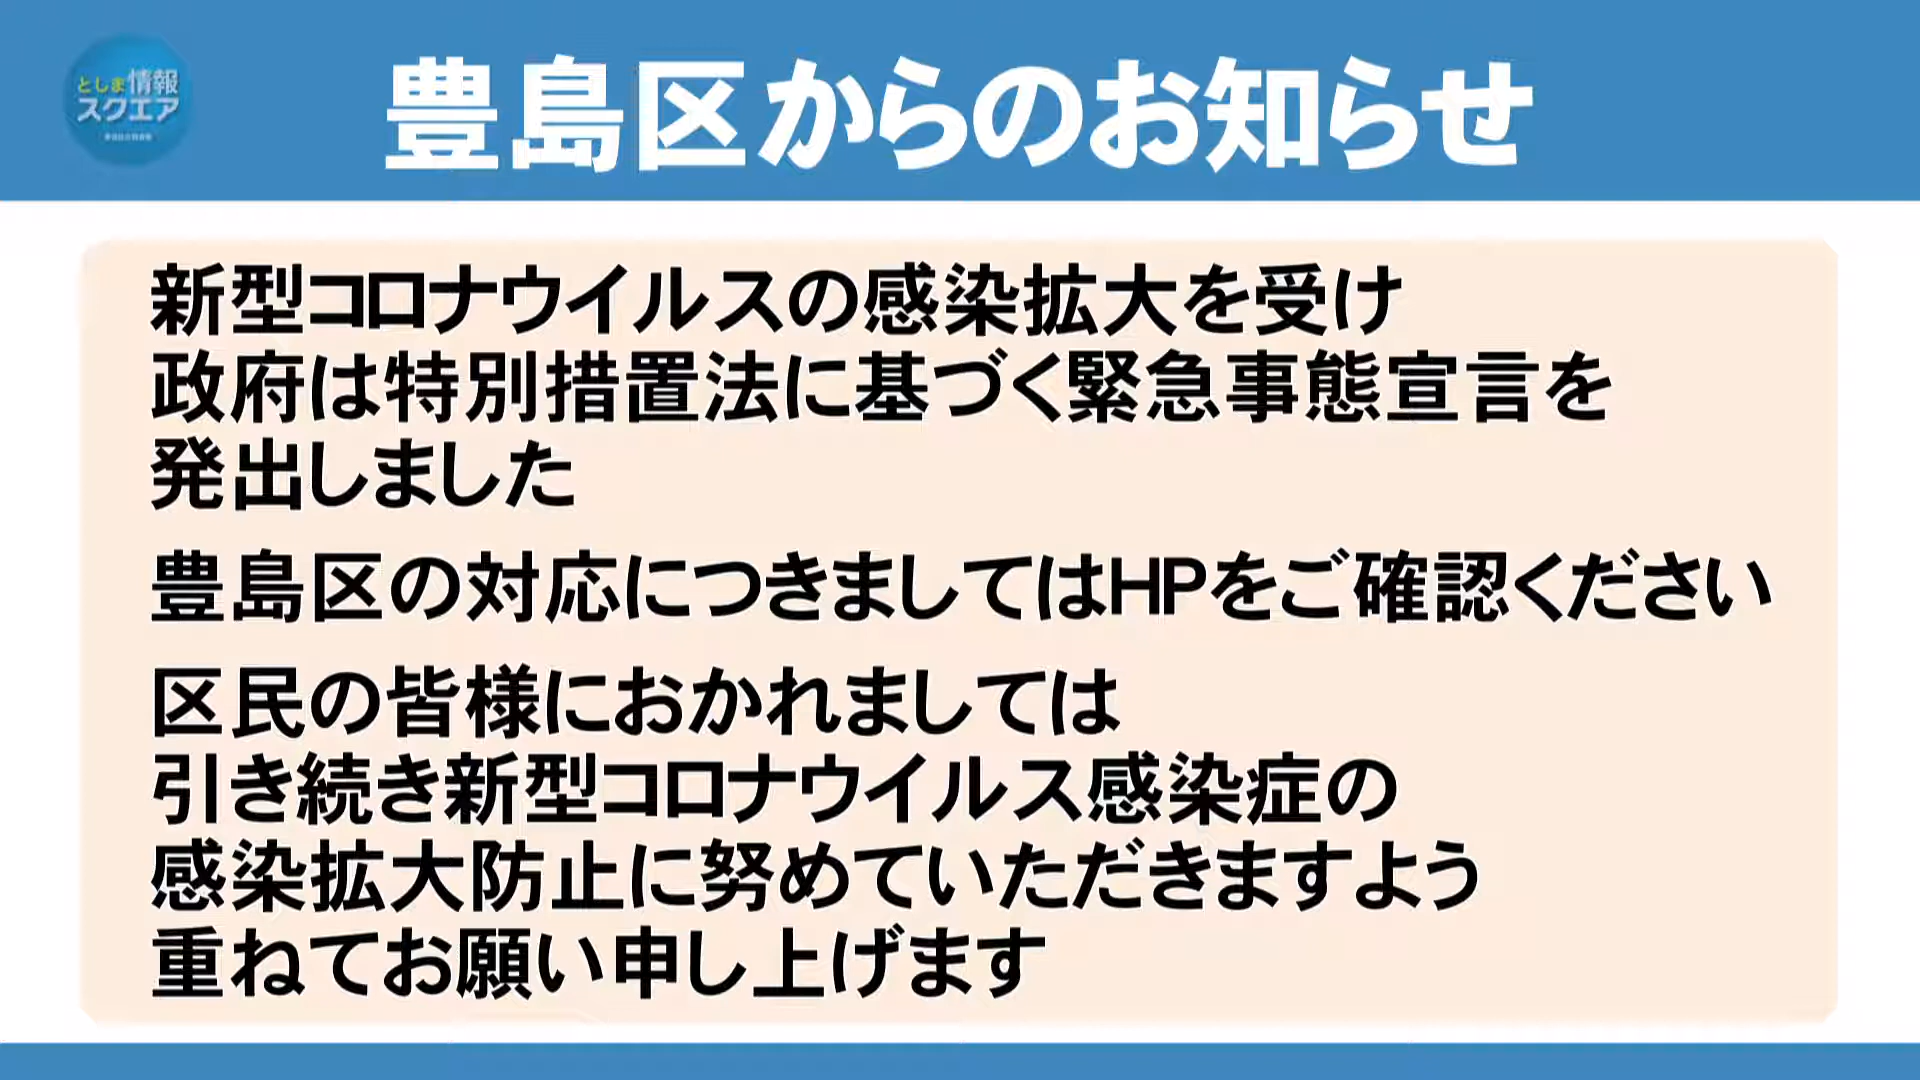 としま情報
スクエア
豊島区からのお知らせ
新型コロナウイルスの感染拡大を受け
政府は特別措置法に基づく緊急事態宣言を
発出しました
豊島区の対応につきましてはHPをご確認ください
区民の皆様におかれましては
引き続き新型コロナウイルス感染症の
感染拡大防止に努めていただきますよう
重ねてお願い申し上げます